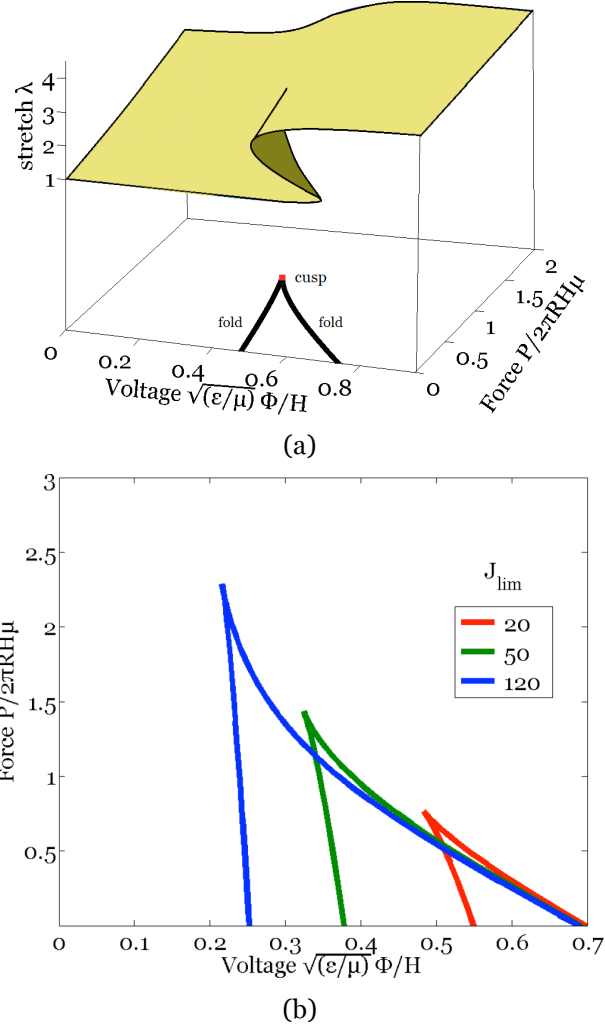 4
3
2
1
stretch λ
cusp
fold
fold
0
0.2
0.4
0.6
0.8
0
0.5
1
1.5
2
Voltage √(ε/μ) Φ/H
Force P/2πRHμ
(a)
3
2.5
2
1.5
1
0.5
Force P/2πRHμ
J_lim
20
50
120
0
0.1
0.2
0.3
0.4
0.5
0.6
0.7
Voltage √(ε/μ) Φ/H
(b)